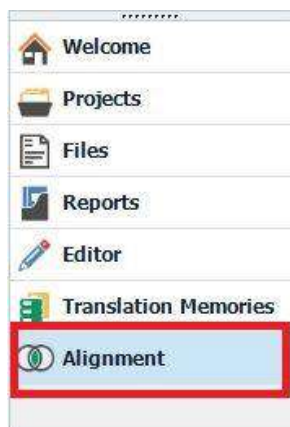 Welcome
Projects
Files
Reports
Editor
Translation Memories
Alignment